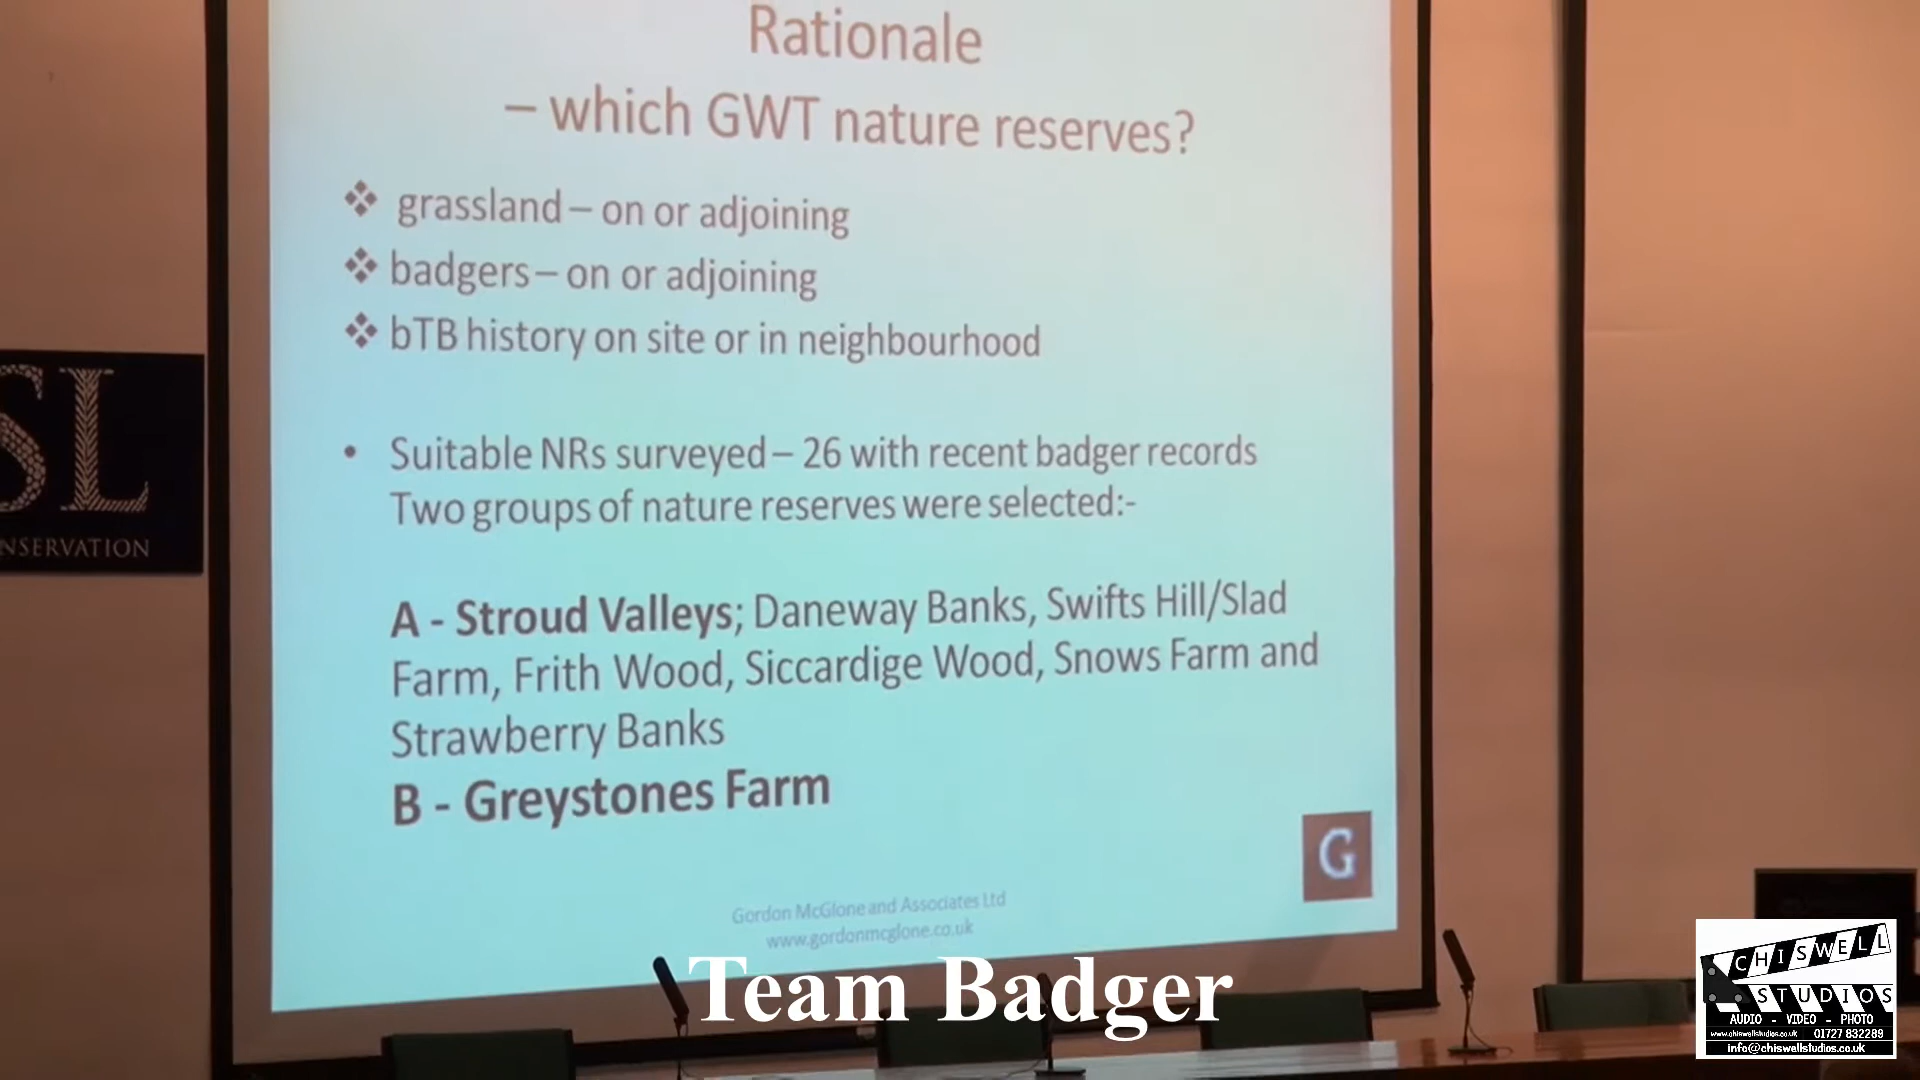 Rationale
– which GWT nature reserves?
❖ grassland – on or adjoining
❖ badgers – on or adjoining
❖ bTB history on site or in neighbourhood
• Suitable NRs surveyed – 26 with recent badger records
Two groups of nature reserves were selected:-
A - Stroud Valleys; Daneway Banks, Swifts Hill/Slad
Farm, Frith Wood, Siccardige Wood, Snows Farm and
Strawberry Banks
B - Greystones Farm
G
Gordon McGlone and Associates Ltd
www.gordonmcglone.co.uk
SL
NSERVATION
Team Badger
CHISWELL
STUDIOS
AUDIO - VIDEO - PHOTO
www.chiswellstudios.co.uk 01727 832289
info@chiswellstudios.co.uk